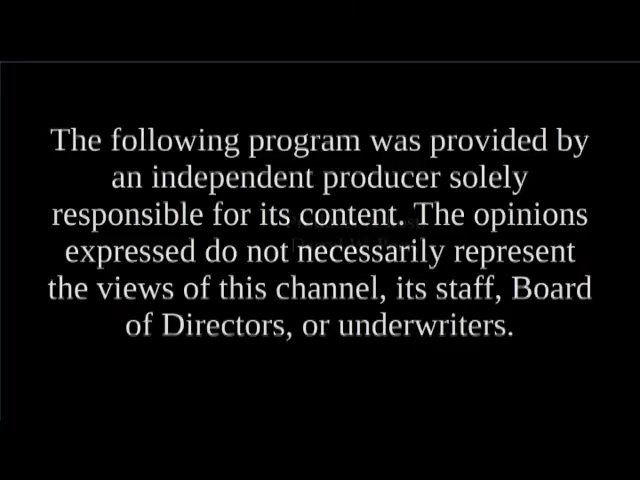 The following program was provided by
an independent producer solely
responsible for its content. The opinions
expressed do not necessarily represent
the views of this channel, its staff, Board
of Directors, or underwriters.